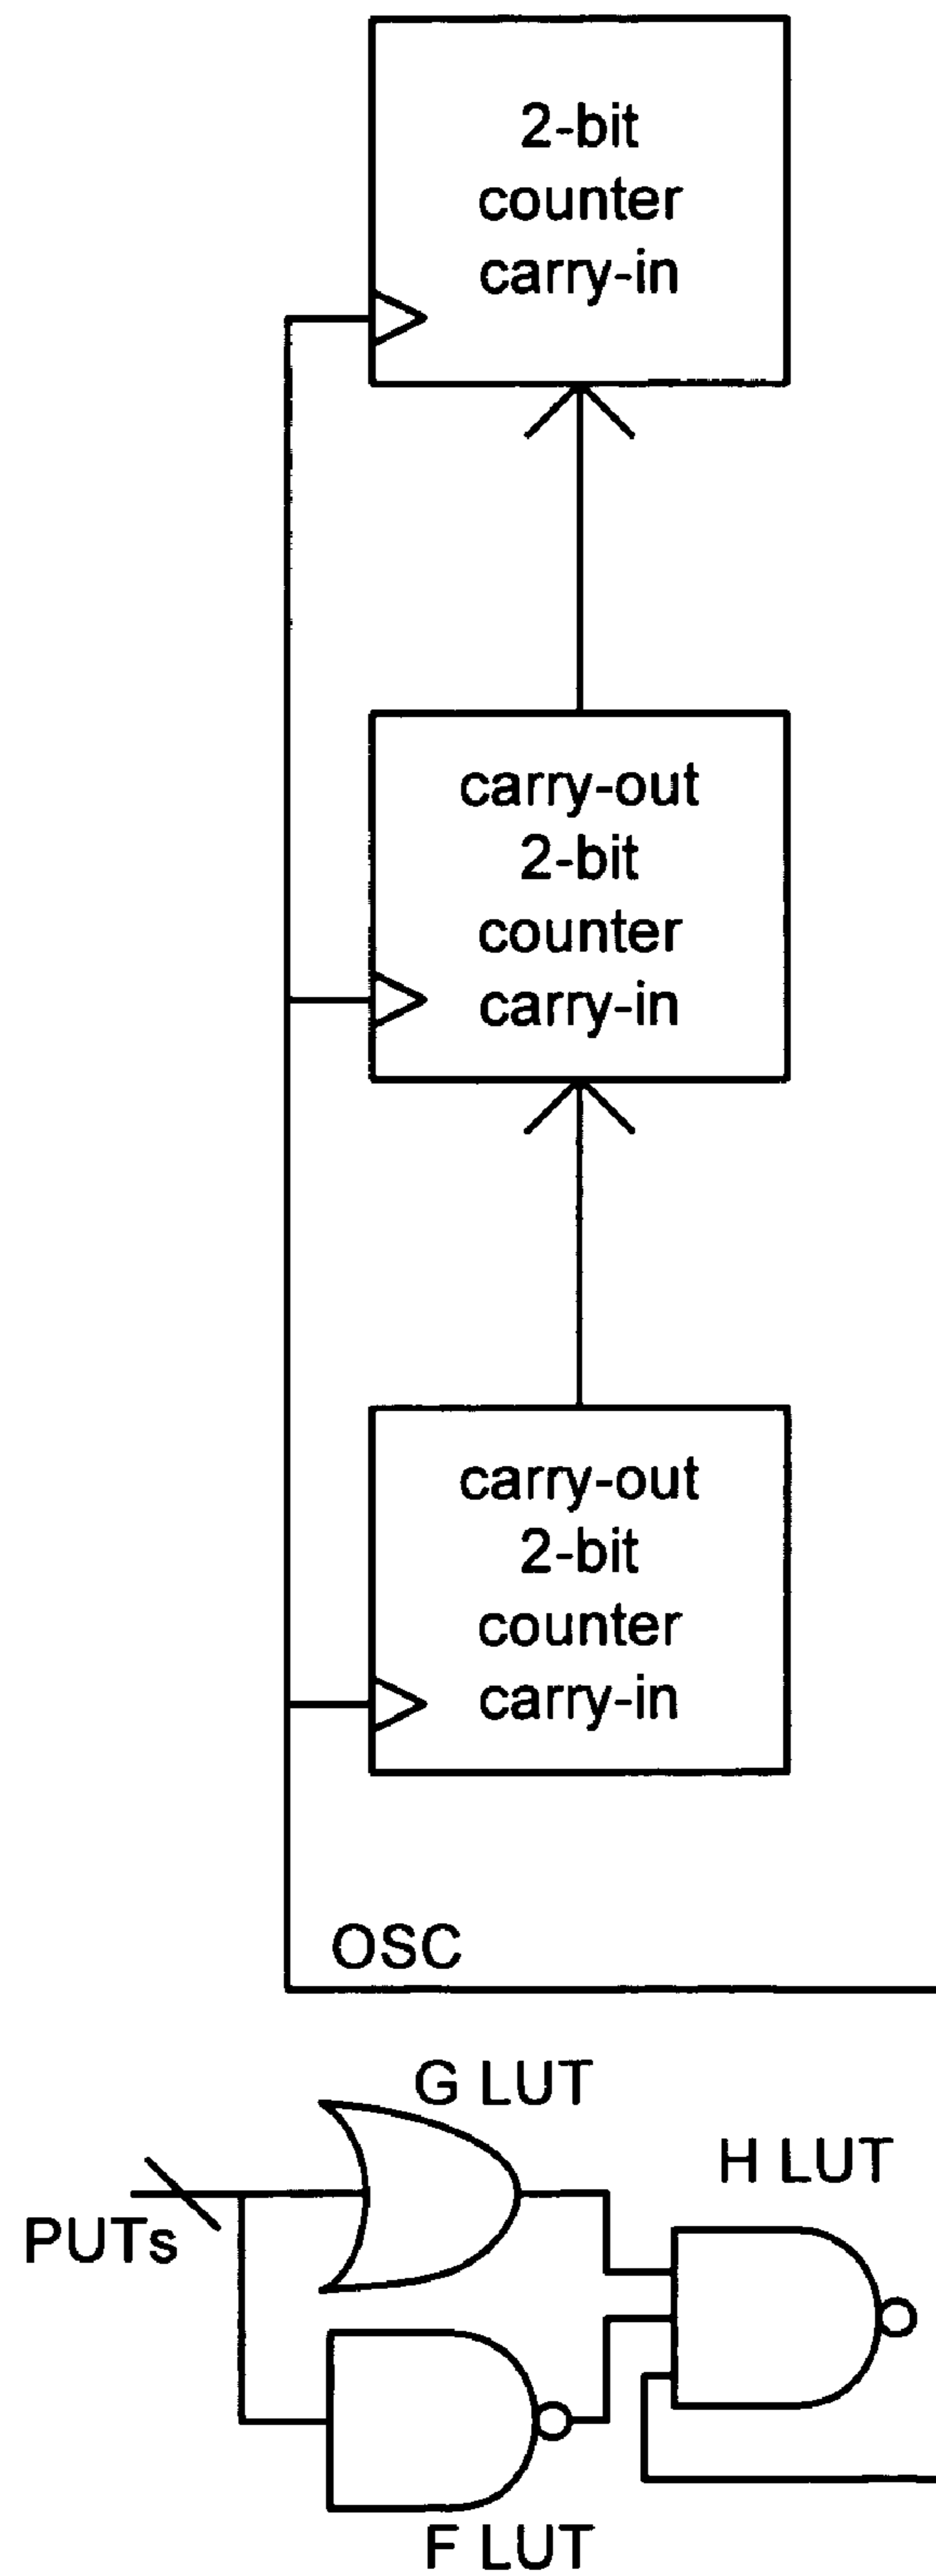 2-bit
counter
carry-in
carry-out
2-bit
counter
carry-in
carry-out
2-bit
counter
carry-in
OSC
G LUT
H LUT
PUTs
F LUT